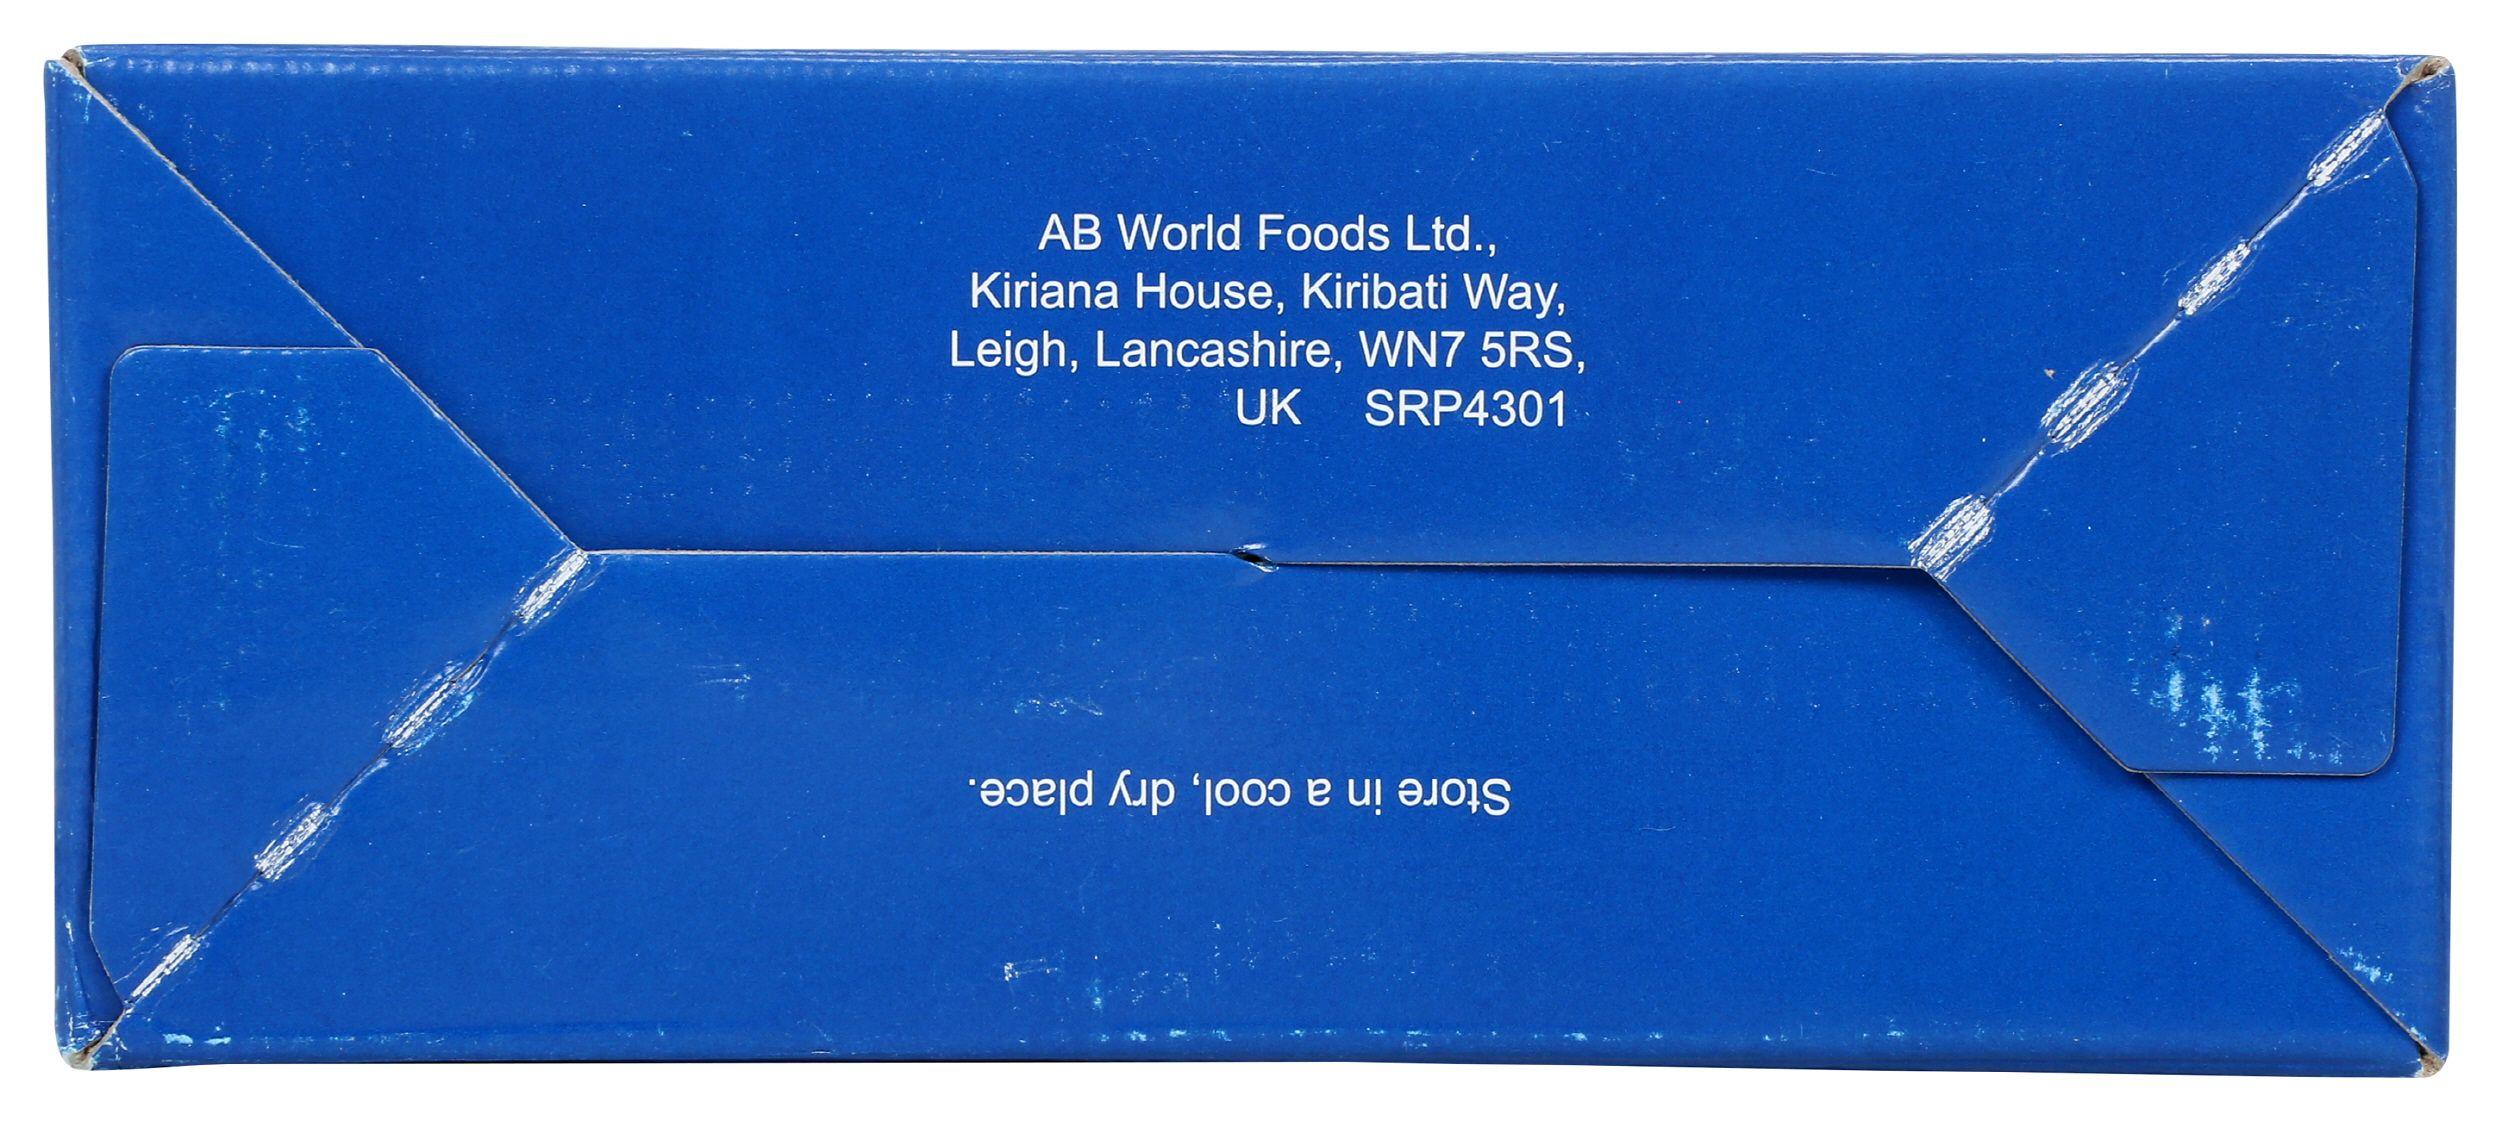 AB World Foods Ltd.,
Kiriana House, Kiribati Way,
Leigh, Lancashire, WN7 5RS,
UK SRP4301
Store in a cool, dry place.